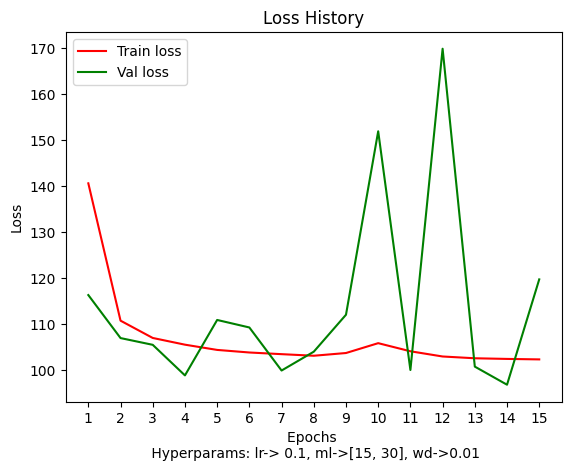 Loss History
Train loss
Val loss
Loss
170
160
150
140
130
120
110
100
1 2 3 4 5 6 7 8 9 10 11 12 13 14 15
Epochs
Hyperparams: lr-> 0.1, ml->[15, 30], wd->0.01